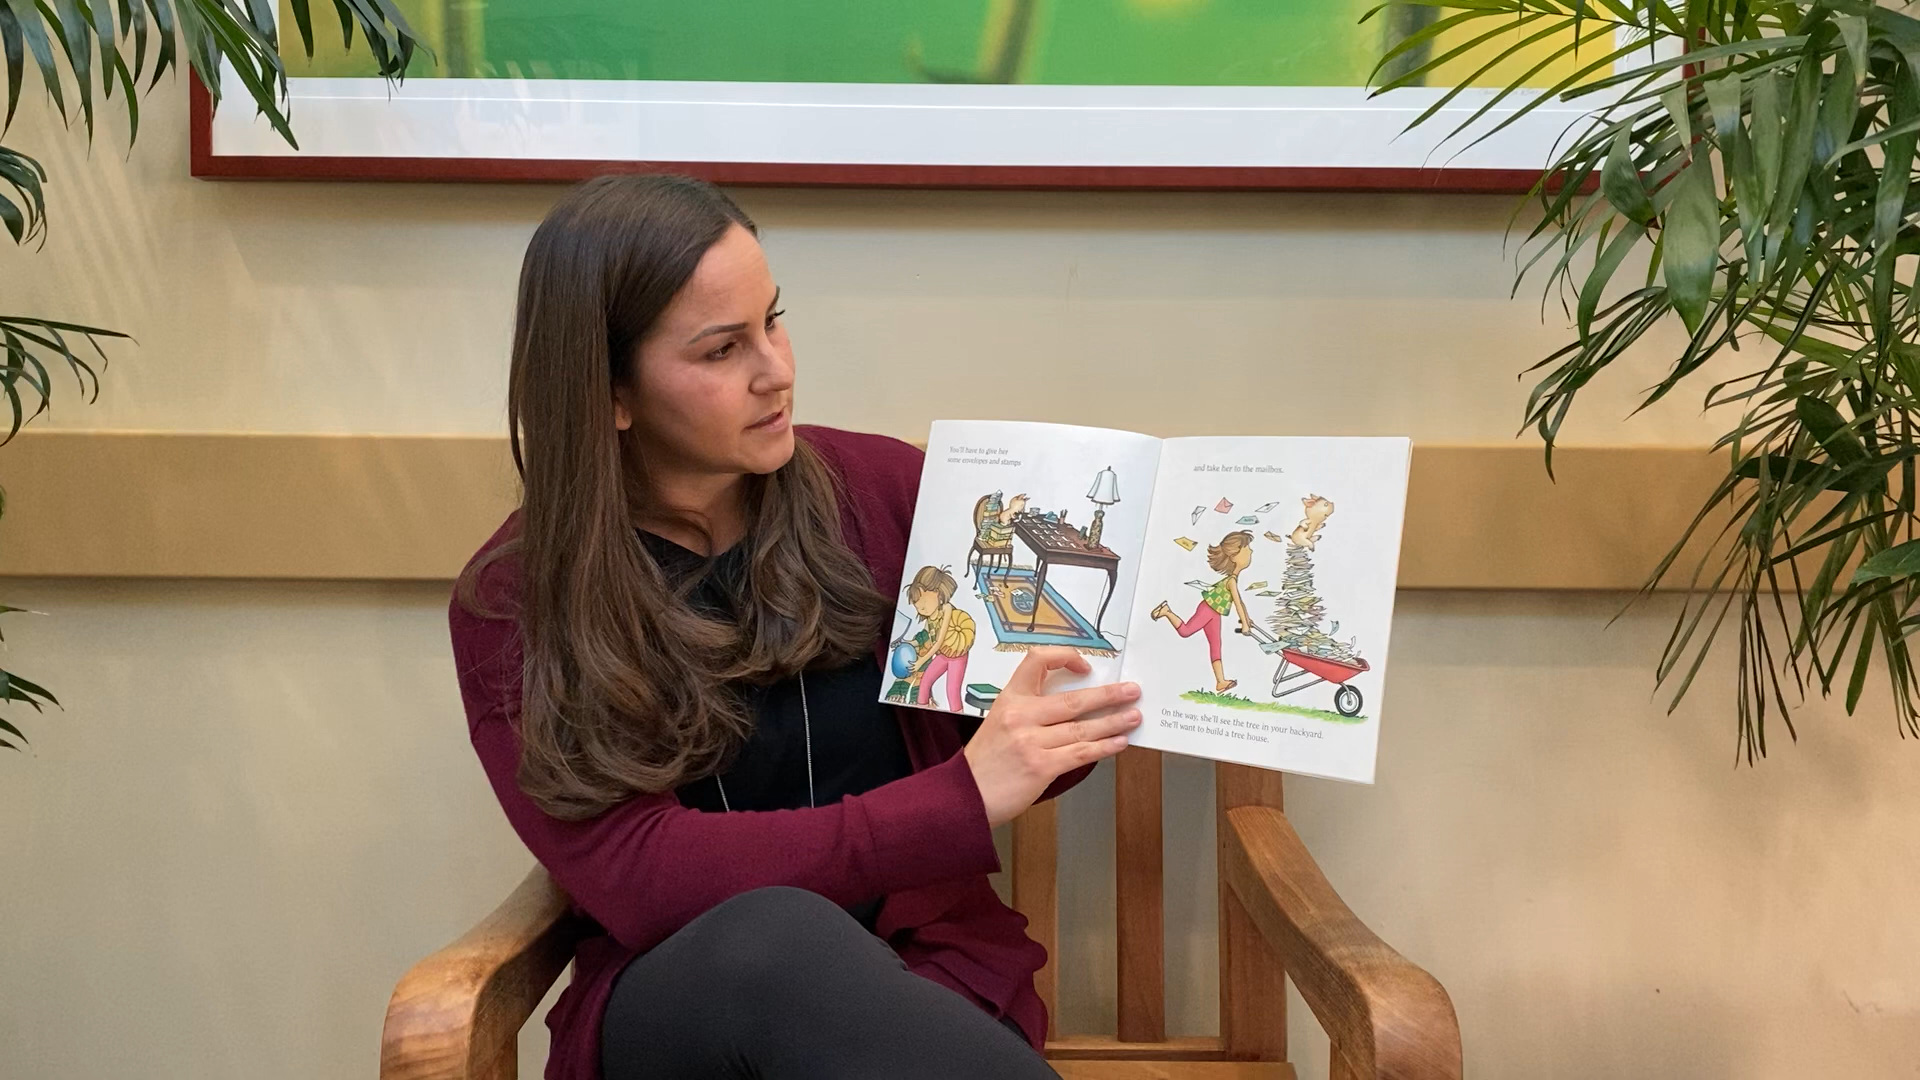 You'll have to give her
some envelopes and stamps
and take her to the mailbox.
On the way, she'll see the tree in your backyard.
She'll want to build a tree house.